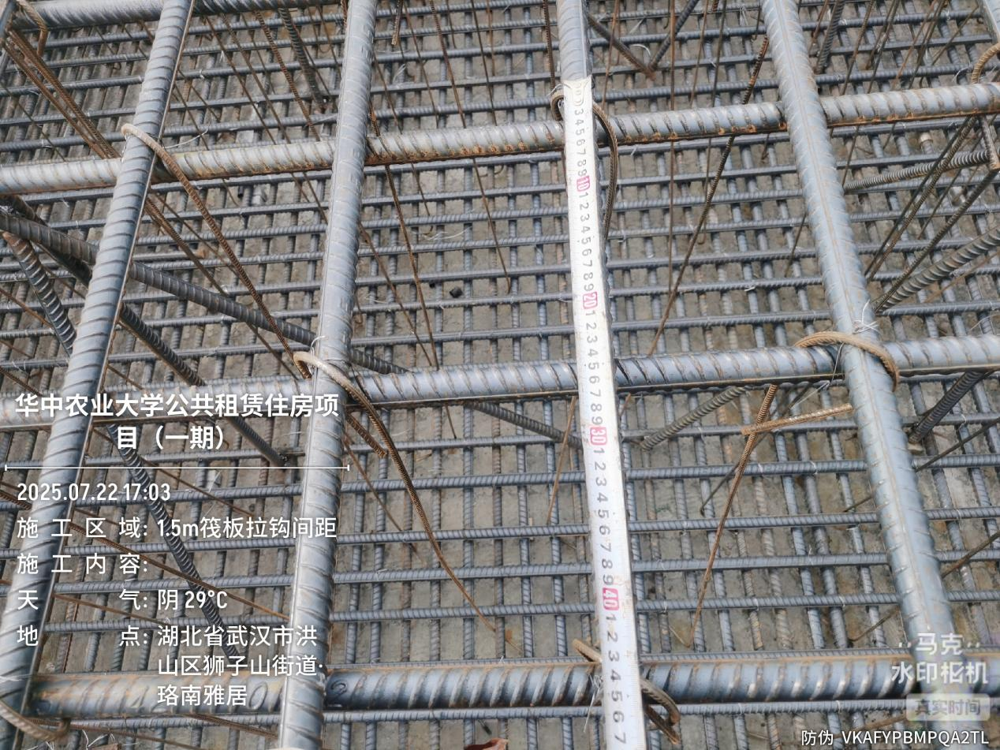 3 4 5 6 7 8 9 10 1 2 3 4 5 6 7 8 9 20 1 2 3 4 5 6 7 8 9 30 1 2 3 4 5 6 7 8 9 40 1 2 3 4 5 6 7
华中农业大学公共租赁住房项
目（一期）
2025.07.22 17:03
施工区域: 1.5m筏板拉钩间距
施工内容:
天气: 阴 29°C
地点: 湖北省武汉市洪
山区狮子山街道·
珞南雅居
马克
水印相机
真实时间
防伪 VKAFYPBMPQA2TL